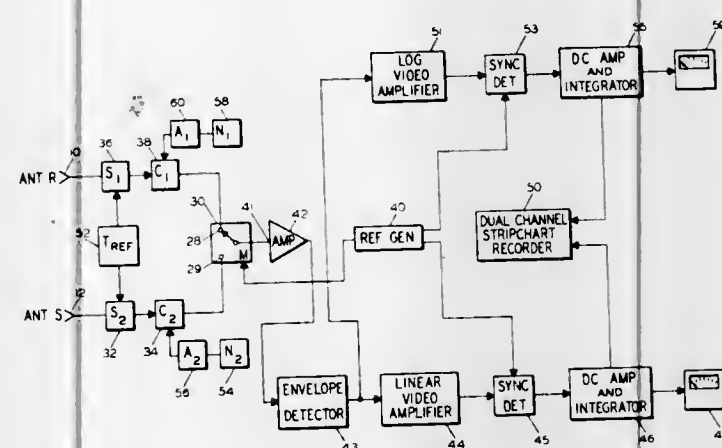 51
53
55
LOG
VIDEO
AMPLIFIER
SYNC
DET
DC AMP
AND
INTEGRATOR
60
58
A1
N1
10
36
38
ANT R
S1
C1
30
28
29
M
41
42
AMP
40
REF GEN
50
DUAL CHANNEL
STRIPCHART
RECORDER
52
TREF
12
ANT S
S2
C2
32
34
A2
N2
56
54
ENVELOPE
DETECTOR
43
LINEAR
VIDEO
AMPLIFIER
44
SYNC
DET
45
DC AMP
AND
INTEGRATOR
46